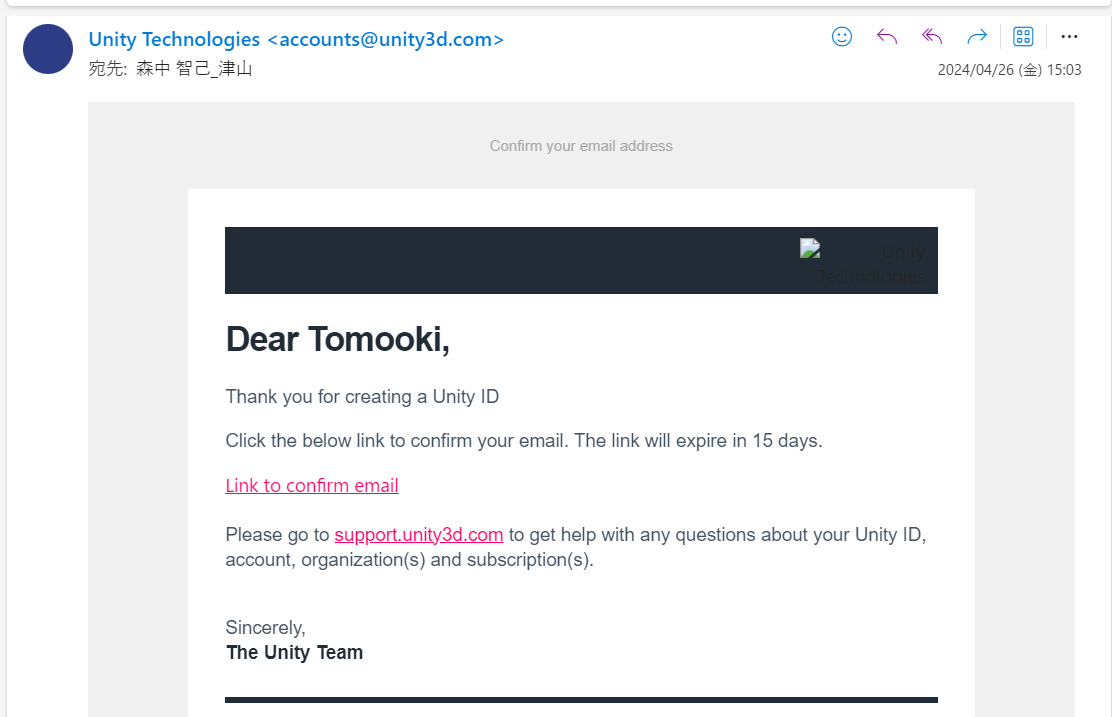 Unity Technologies <accounts@unity3d.com>
宛先: 森中 智己_津山
2024/04/26 (金) 15:03
Confirm your email address
Unity
Technologies
Dear Tomooki,
Thank you for creating a Unity ID
Click the below link to confirm your email. The link will expire in 15 days.
Link to confirm email
Please go to support.unity3d.com to get help with any questions about your Unity ID,
account, organization(s) and subscription(s).
Sincerely,
The Unity Team